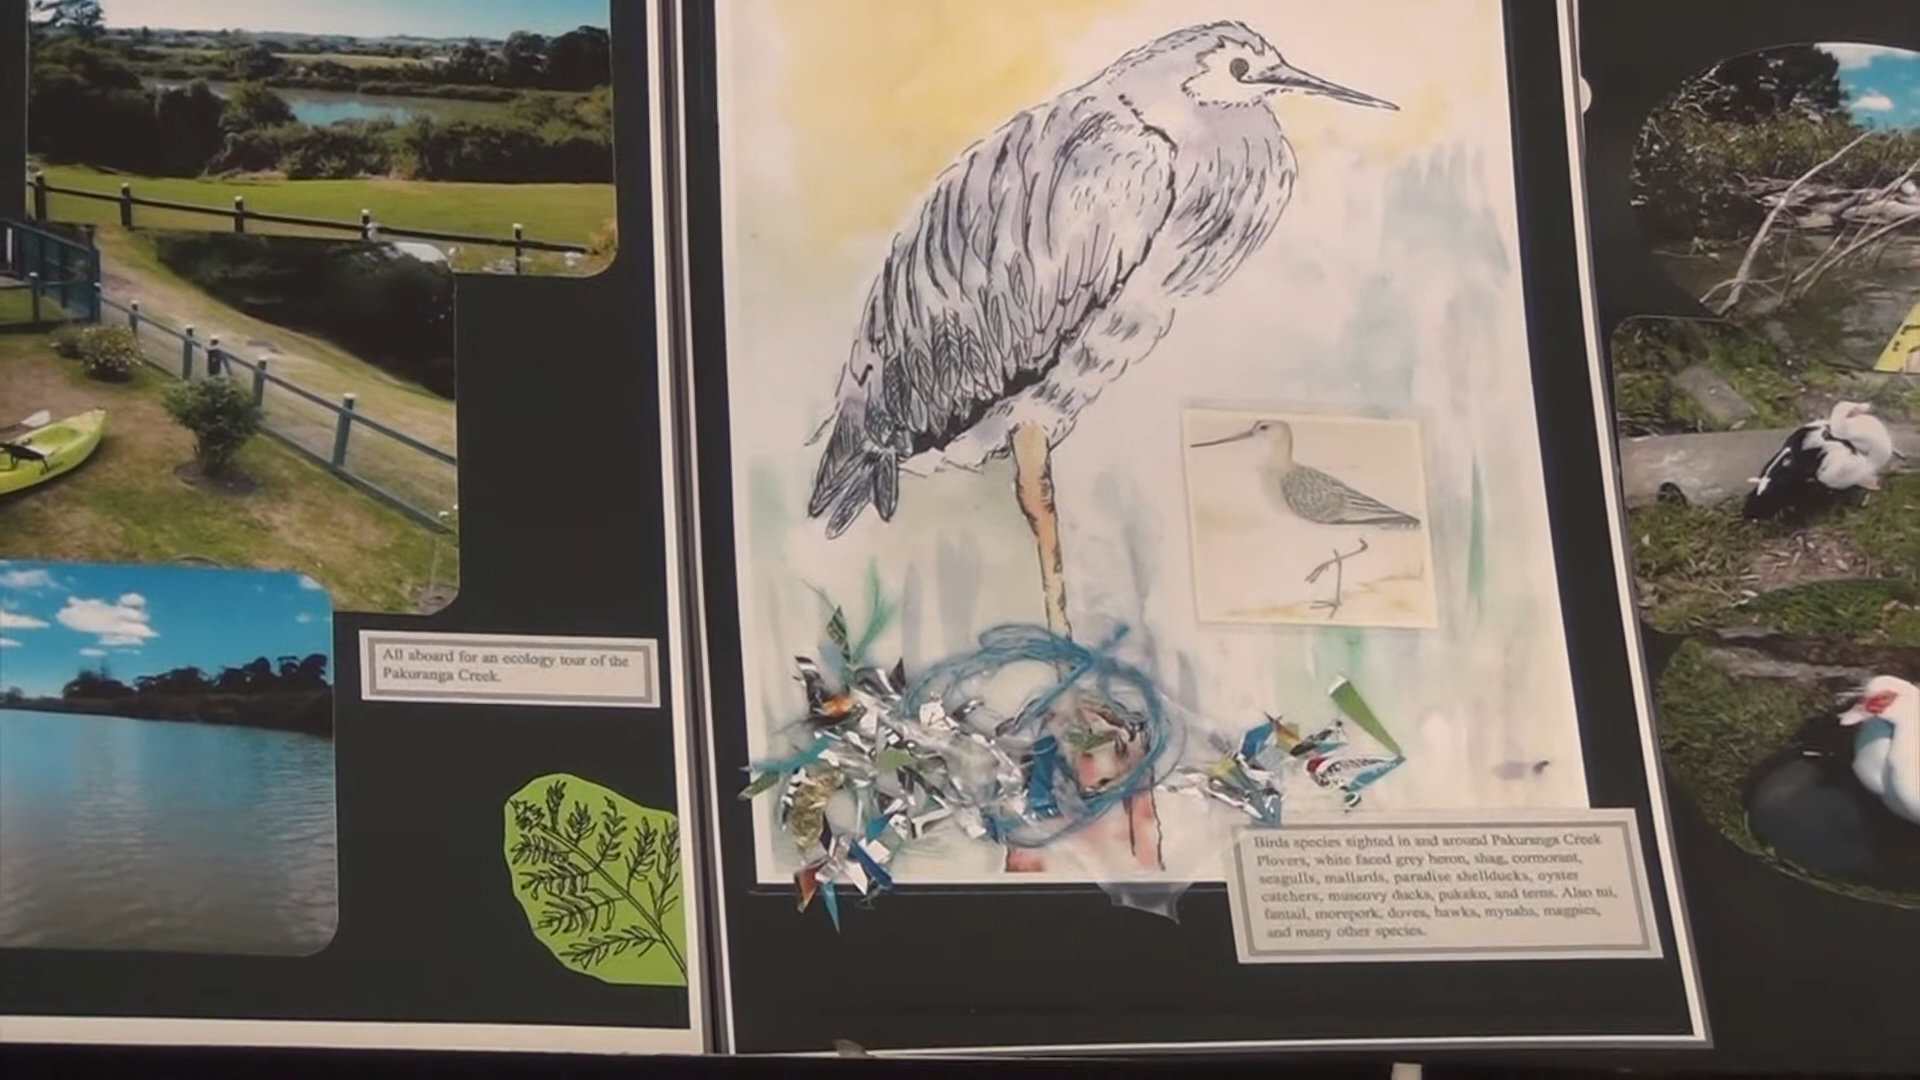 All aboard for an ecology tour of the
Pakuranga Creek.
Birds species sighted in and around Pakuranga Creek
Plovers, white faced grey heron, shag, cormorant,
seagulls, mallards, paradise shellducks, oyster
catchers, muscovy ducks, pukeko, and terns. Also tui,
fantail, morepork, doves, hawks, mynahs, magpies,
and many other species.